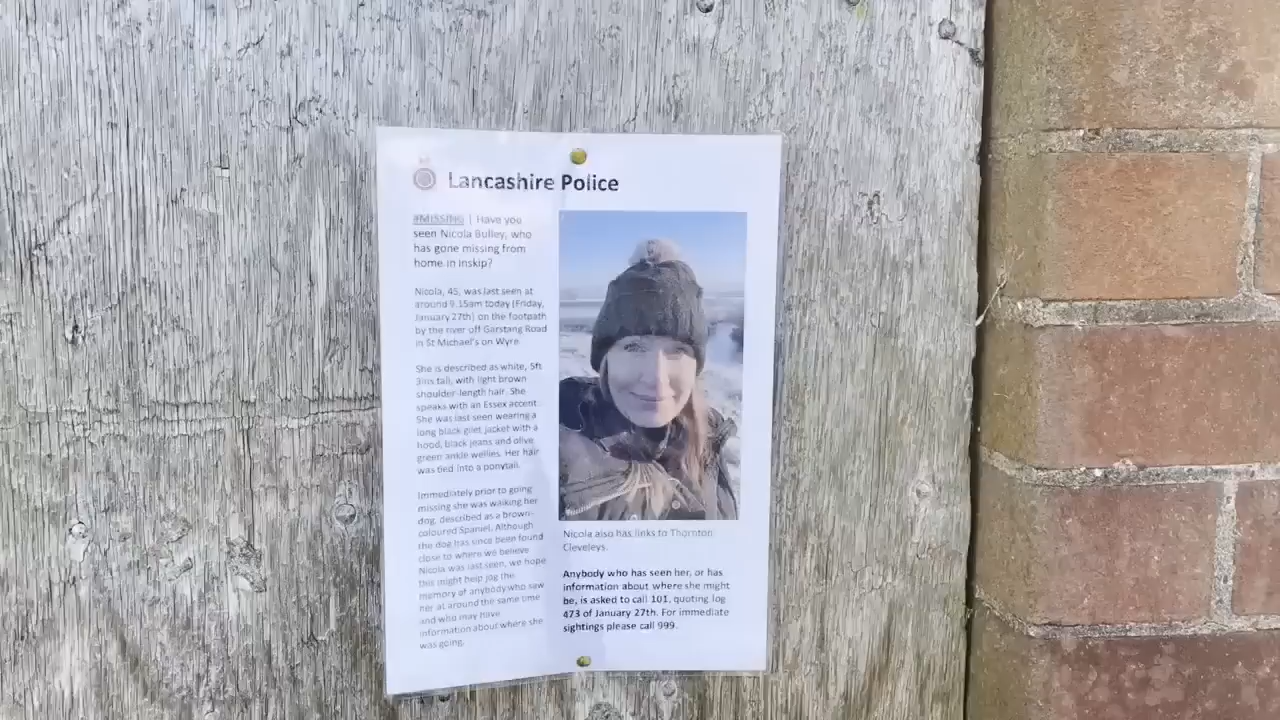 Lancashire Police
#MISSING | Have you
seen Nicola Bulley, who
has gone missing from
home in Inskip?
Nicola, 45, was last seen at
around 9.15am today (Friday,
January 27th) on the footpath
by the river off Garstang Road
in St Michael's on Wyre.
She is described as white, 5ft
3ins tall, with light brown
shoulder-length hair. She
speaks with an Essex accent.
She was last seen wearing a
long black gilet jacket with a
hood, black jeans and olive
green ankle wellies. Her hair
was tied into a ponytail.
Immediately prior to going
missing she was walking her
dog, described as a brown-
coloured Spaniel. Although
the dog has since been found
close to where we believe
Nicola was last seen, we hope
this might help jog the
memory of anybody who saw
her at around the same time
and who may have
information about where she
was going.
Nicola also has links to Thornton
Cleveleys.
Anybody who has seen her, or has
information about where she might
be, is asked to call 101, quoting log
473 of January 27th. For immediate
sightings please call 999.